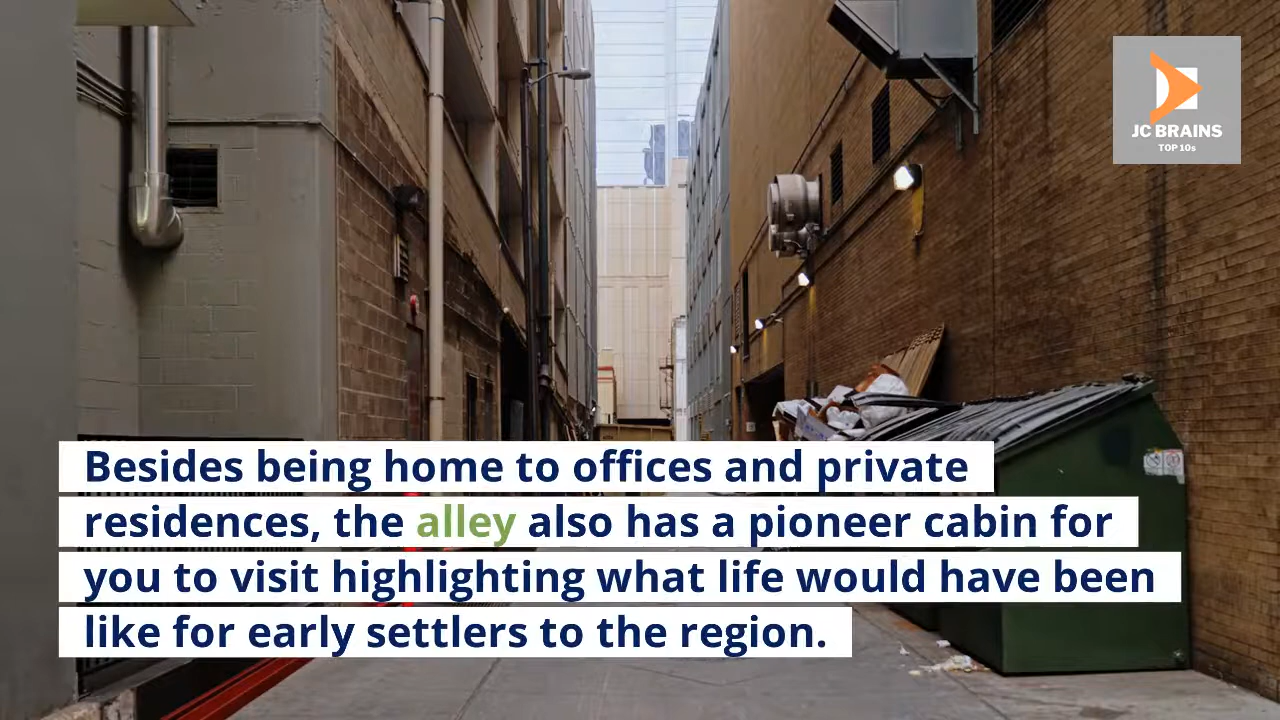 JC BRAINS
TOP 10s
Besides being home to offices and private
residences, the alley also has a pioneer cabin for
you to visit highlighting what life would have been
like for early settlers to the region.